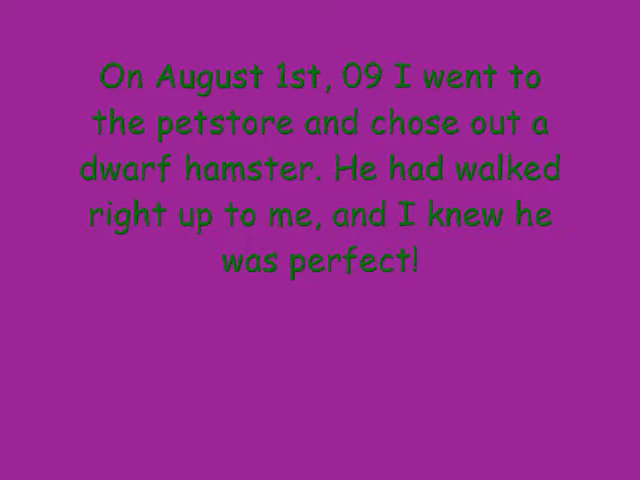 On August 1st, 09 I went to
the petstore and chose out a
dwarf hamster. He had walked
right up to me, and I knew he
was perfect!